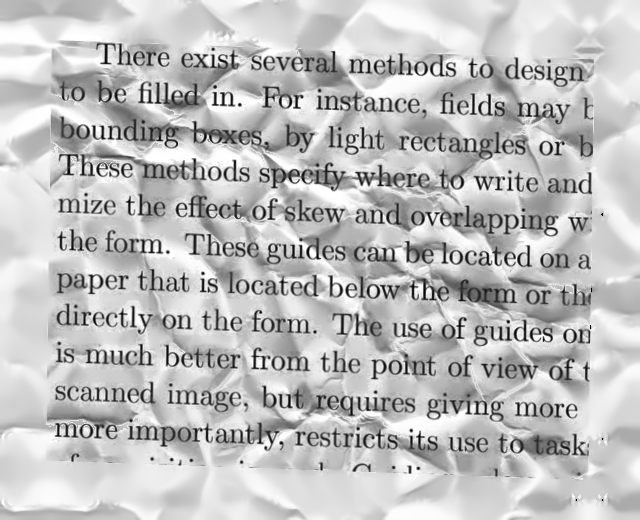 There exist several methods to design
to be filled in. For instance, fields may
bounding boxes, by light rectangles or
These methods specify where to write and
mize the effect of skew and overlapping
the form. These guides can be located on a
paper that is located below the form or
directly on the form. The use of guides on
is much better from the point of view of
scanned image, but requires giving more
more importantly, restricts its use to